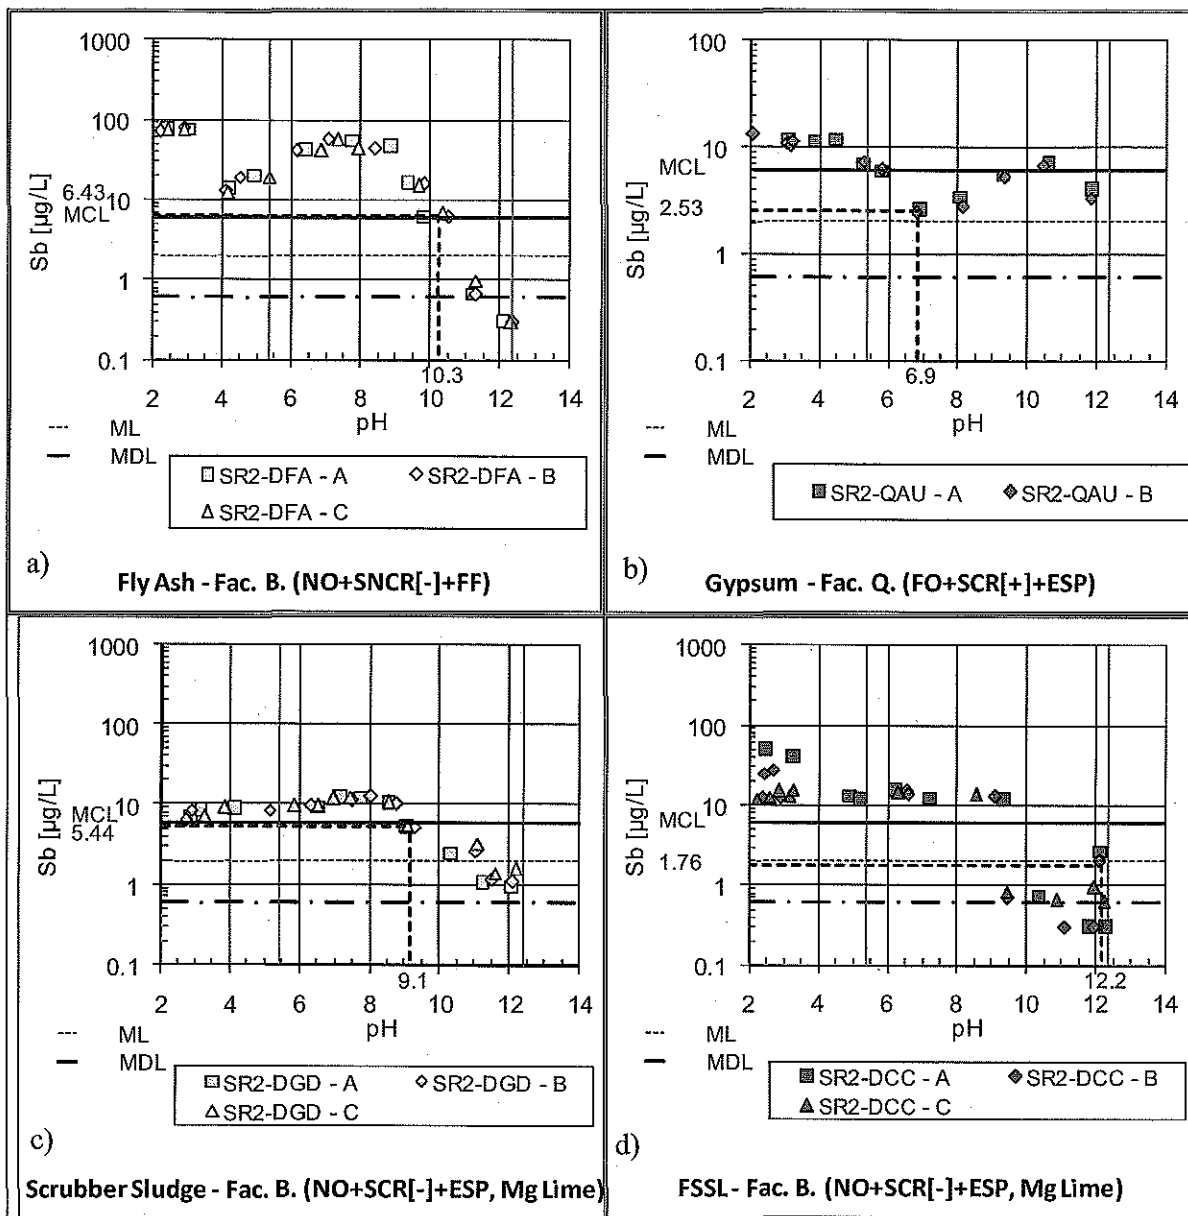 1000
100
10
1
0.1
6.43
MCL
Sb [µg/L]
10.3
2 4 6 8 10 12 14
pH
ML
MDL
SR2-DFA - A
SR2-DFA - B
SR2-DFA - C
a)
Fly Ash - Fac. B. (NO+SNCR[-]+FF)
100
10
1
0.1
MCL
2.53
Sb [µg/L]
6.9
2 4 6 8 10 12 14
pH
ML
MDL
SR2-QAU - A
SR2-QAU - B
b)
Gypsum - Fac. Q. (FO+SCR[+]+ESP)
1000
100
10
1
0.1
MCL
5.44
Sb [µg/L]
9.1
2 4 6 8 10 12 14
pH
ML
MDL
SR2-DGD - A
SR2-DGD - B
SR2-DGD - C
c)
Scrubber Sludge - Fac. B. (NO+SCR[-]+ESP, Mg Lime)
1000
100
10
1
0.1
MCL
1.76
Sb [µg/L]
12.2
2 4 6 8 10 12 14
pH
ML
MDL
SR2-DCC - A
SR2-DCC - B
SR2-DCC - C
d)
FSSL - Fac. B. (NO+SCR[-]+ESP, Mg Lime)